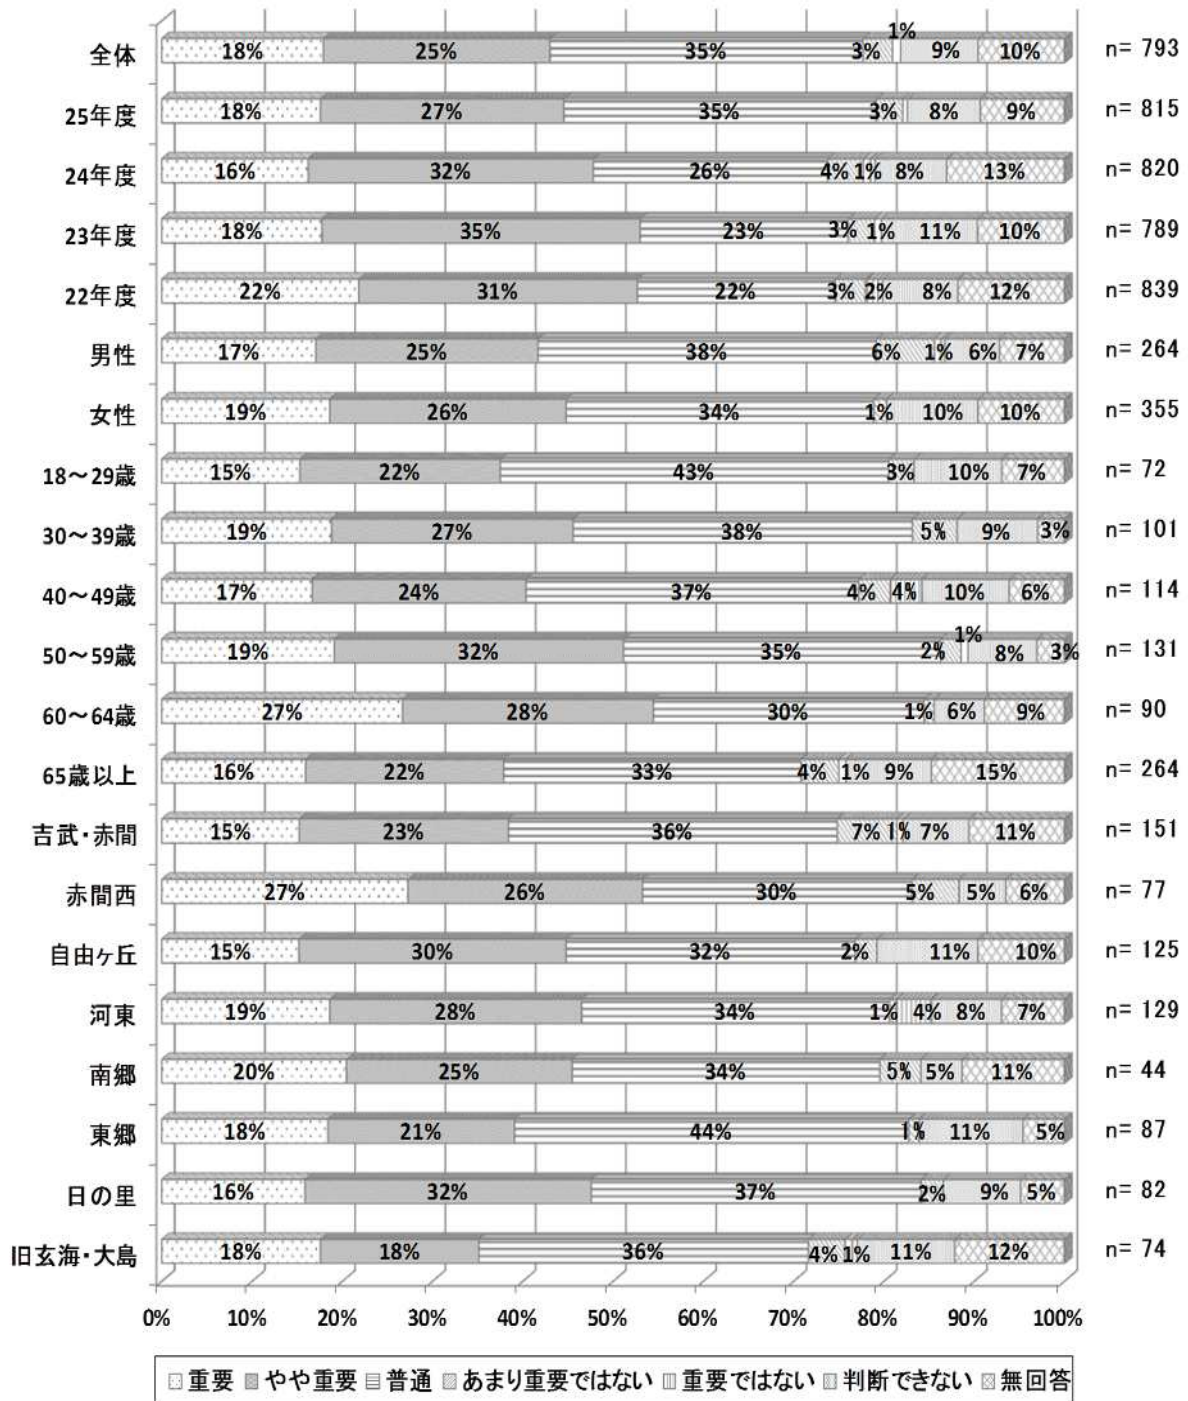 全体 18% 25% 35% 3% 1% 9% 10% n= 793
25年度 18% 27% 35% 3% 8% 9% n= 815
24年度 16% 32% 26% 4% 1% 8% 13% n= 820
23年度 18% 35% 23% 3% 1% 11% 10% n= 789
22年度 22% 31% 22% 3% 2% 8% 12% n= 839
男性 17% 25% 38% 6% 1% 6% 7% n= 264
女性 19% 26% 34% 1% 10% 10% n= 355
18～29歳 15% 22% 43% 3% 10% 7% n= 72
30～39歳 19% 27% 38% 5% 9% 3% n= 101
40～49歳 17% 24% 37% 4% 4% 10% 6% n= 114
50～59歳 19% 32% 35% 2% 1% 8% 3% n= 131
60～64歳 27% 28% 30% 1% 6% 9% n= 90
65歳以上 16% 22% 33% 4% 1% 9% 15% n= 264
吉武・赤間 15% 23% 36% 7% 1% 7% 11% n= 151
赤間西 27% 26% 30% 5% 5% 6% n= 77
自由ヶ丘 15% 30% 32% 2% 11% 10% n= 125
河東 19% 28% 34% 1% 4% 8% 7% n= 129
南郷 20% 25% 34% 5% 5% 11% n= 44
東郷 18% 21% 44% 1% 11% 5% n= 87
日の里 16% 32% 37% 2% 9% 5% n= 82
旧玄海・大島 18% 18% 36% 4% 1% 11% 12% n= 74
0% 10% 20% 30% 40% 50% 60% 70% 80% 90% 100%
重要 やや重要 普通 あまり重要ではない 重要ではない 判断できない 無回答